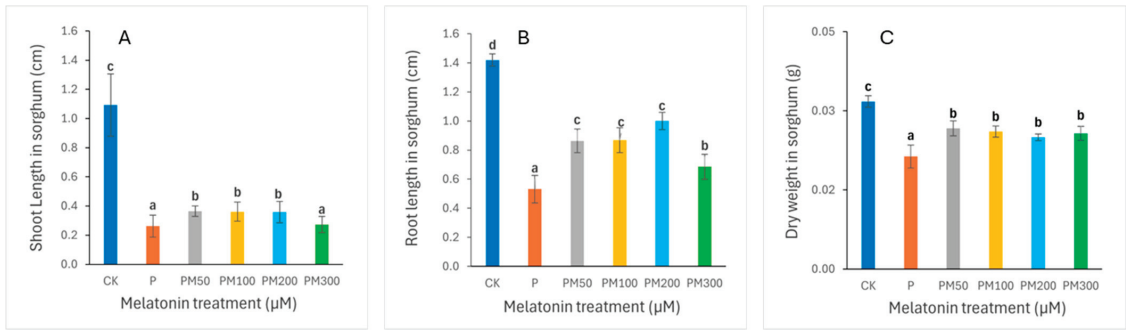 A
Shoot Length in sorghum (cm)
1.6
1.4
1.2
1.0
0.8
0.6
0.4
0.2
0.0
c
a
b
b
b
a
CK P PM50 PM100 PM200 PM300
Melatonin treatment (µM)
B
Root length in sorghum (cm)
1.6
1.4
1.2
1.0
0.8
0.6
0.4
0.2
0.0
d
a
c
c
c
b
CK P PM50 PM100 PM200 PM300
Melatonin treatment (µM)
C
Dry weight in sorghum (g)
0.05
0.03
0.02
0.00
c
a
b
b
b
b
CK P PM50 PM100 PM200 PM300
Melatonin treatment (µM)